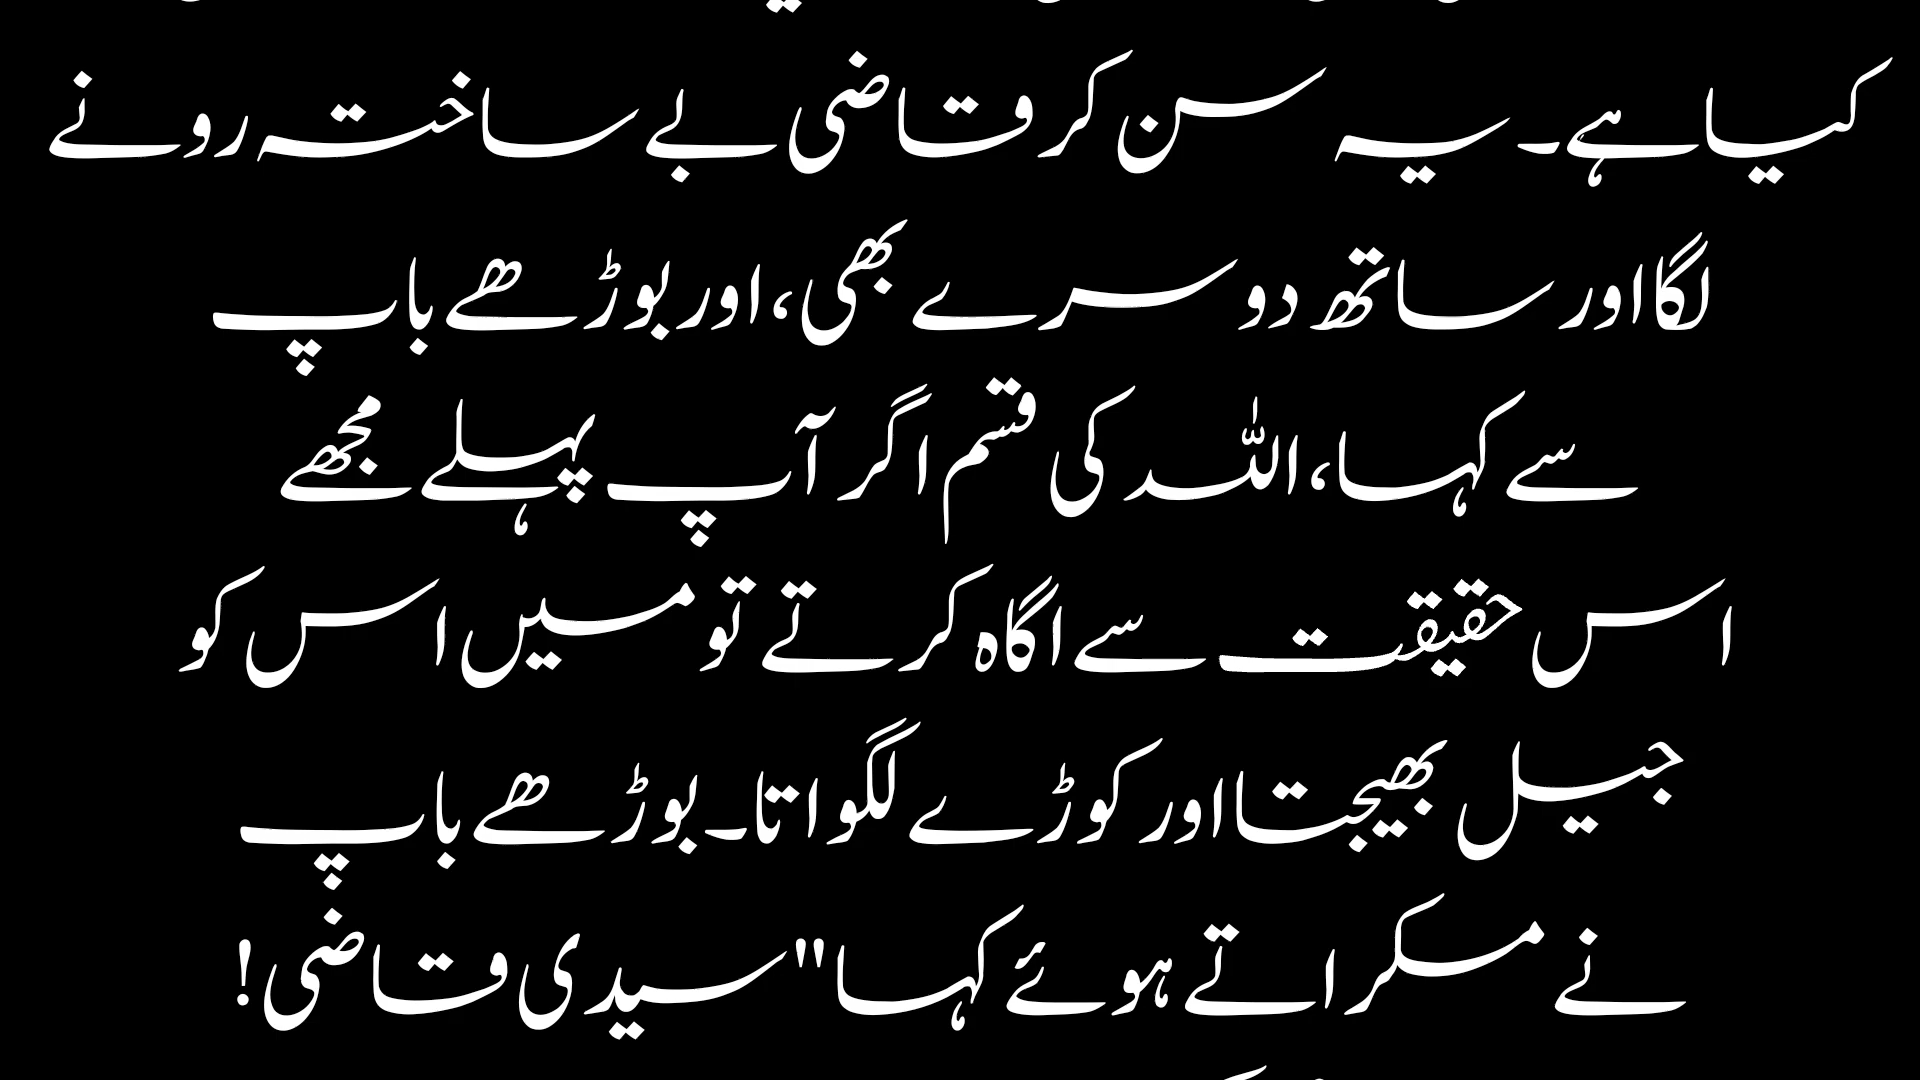 کیا ہے۔ یہ سن کر قاضی بے ساختہ رونے
لگا اور ساتھ دوسرے بھی، اور بوڑھے باپ
سے کہا، اللہ کی قسم اگر آپ پہلے مجھے
اس حقیقت سے اگاہ کرتے تو میں اس کو
جیل بھیجتا اور کوڑے لگواتا۔ بوڑھے باپ
نے مسکراتے ہوئے کہا "سیدی قاضی!